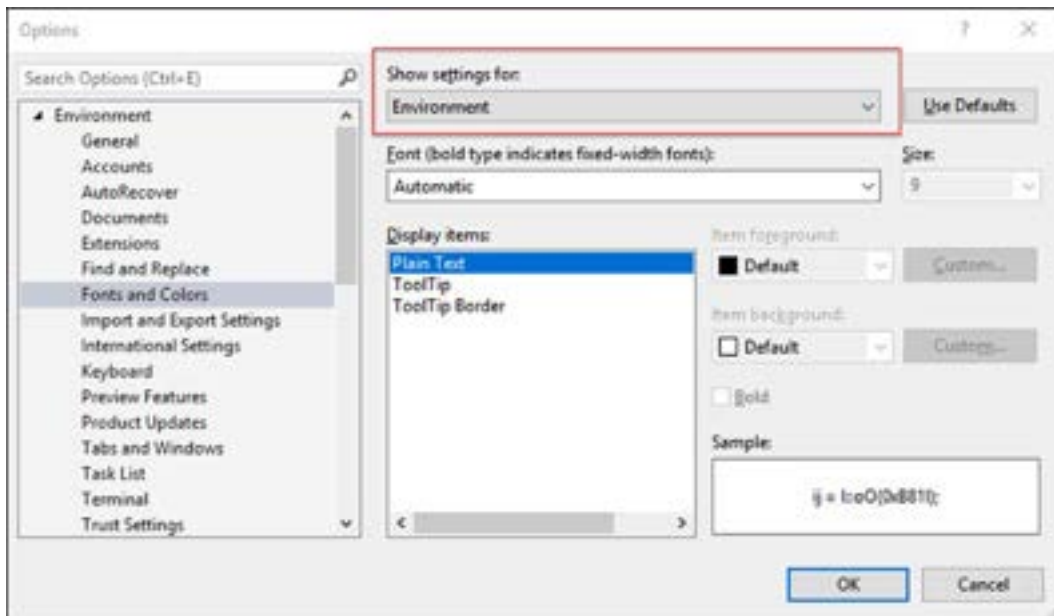 Options
?
Search Options (Ctrl+E)
Environment
General
Accounts
AutoRecover
Documents
Extensions
Find and Replace
Fonts and Colors
Import and Export Settings
International Settings
Keyboard
Preview Features
Product Updates
Tabs and Windows
Task List
Terminal
Trust Settings
Show settings for:
Environment
Use Defaults
Font (bold type indicates fixed-width fonts):
Automatic
Size:
9
Display items:
Plain Text
ToolTip
ToolTip Border
Item foreground:
Default
Custom...
Item background:
Default
Custom...
Bold
Sample:
ij = I::oO(0xB81l);
OK
Cancel